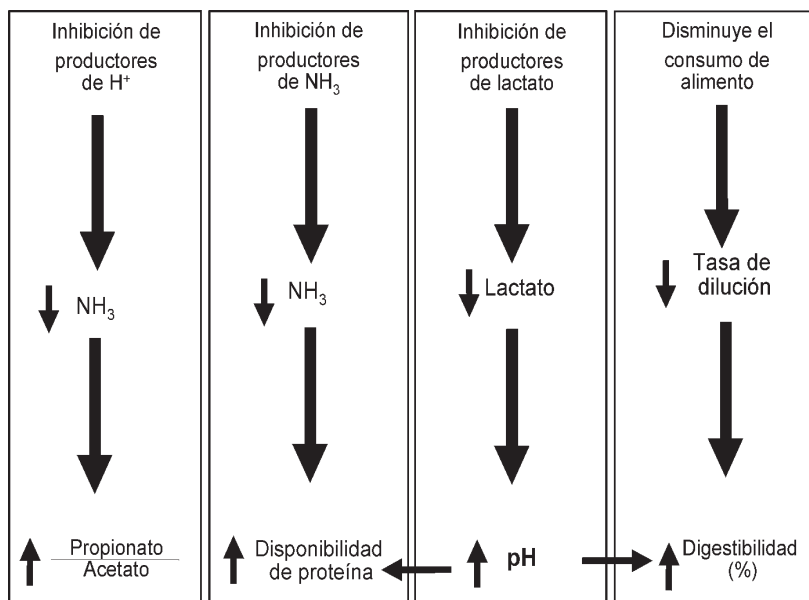 Inhibición de
productores
de H⁺
NH₃
Propionato
Acetato
Inhibición de
productores
de NH₃
NH₃
Disponibilidad
de proteína
Inhibición de
productores
de lactato
Lactato
pH
Disminuye el
consumo de
alimento
Tasa de
dilución
Digestibilidad
(%)